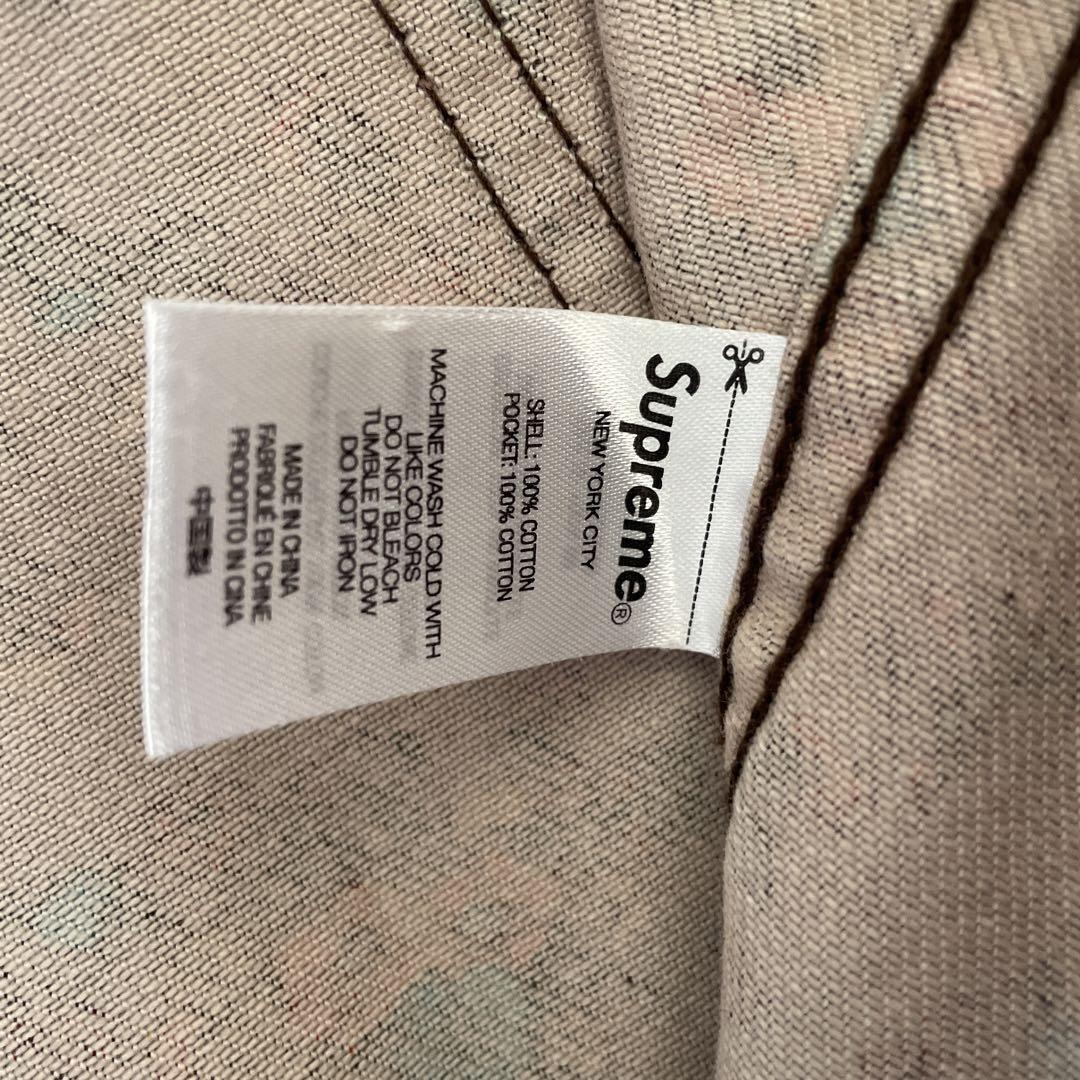 Supreme®
NEW YORK CITY
SHELL: 100% COTTON
POCKET: 100% COTTON
MACHINE WASH COLD WITH
LIKE COLORS
DO NOT BLEACH
TUMBLE DRY LOW
DO NOT IRON
MADE IN CHINA
FABRIQUÉ EN CHINE
PRODOTTO IN CINA
中国製